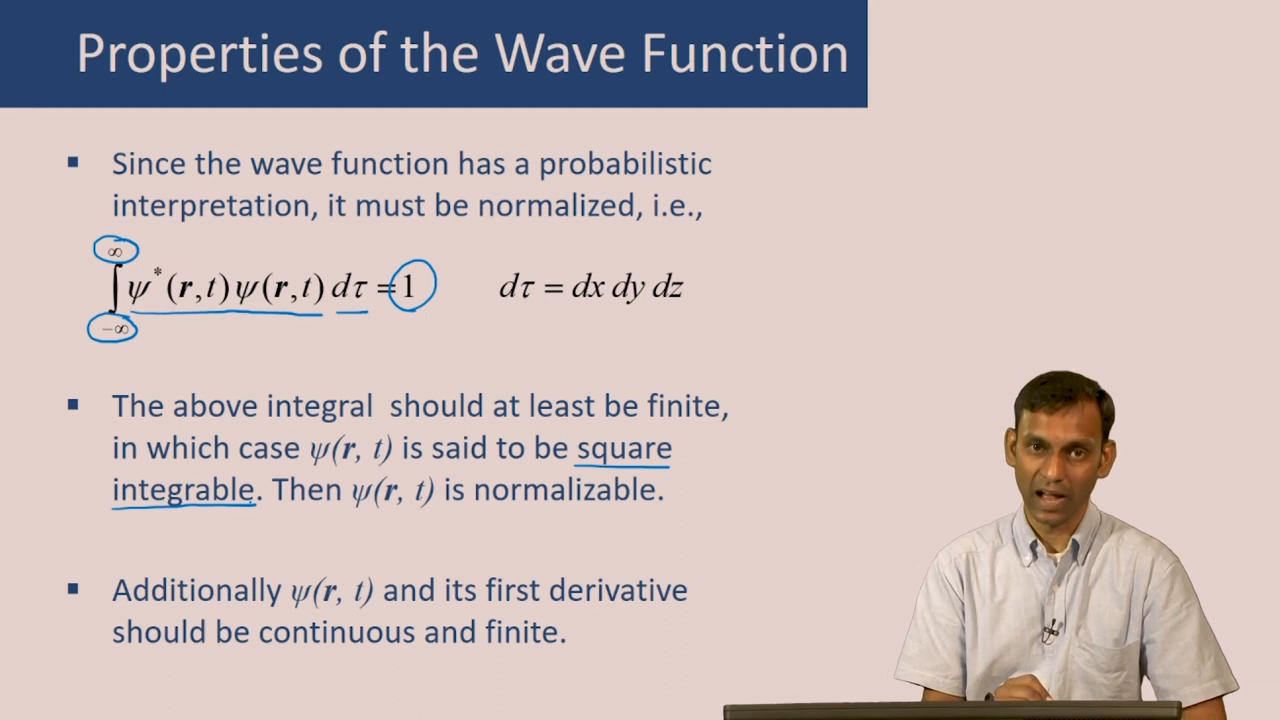 Properties of the Wave Function
▪ Since the wave function has a probabilistic
interpretation, it must be normalized, i.e.,
∫_{-∞}^{∞} ψ*(r,t) ψ(r,t) dτ = 1    dτ = dx dy dz
▪ The above integral should at least be finite,
in which case ψ(r, t) is said to be square
integrable. Then ψ(r, t) is normalizable.
▪ Additionally ψ(r, t) and its first derivative
should be continuous and finite.